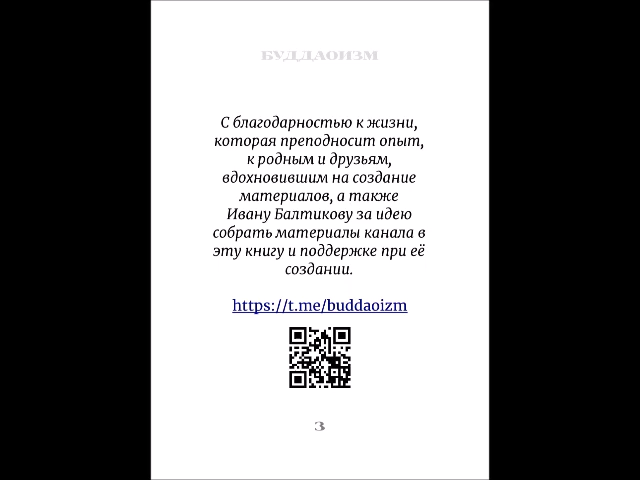 БУДДАОИЗМ
С благодарностью к жизни,
которая преподносит опыт,
к родным и друзьям,
вдохновившим на создание
материалов, а также
Ивану Балтикову за идею
собрать материалы канала в
эту книгу и поддержке при её
создании.
https://t.me/buddaoizm
3